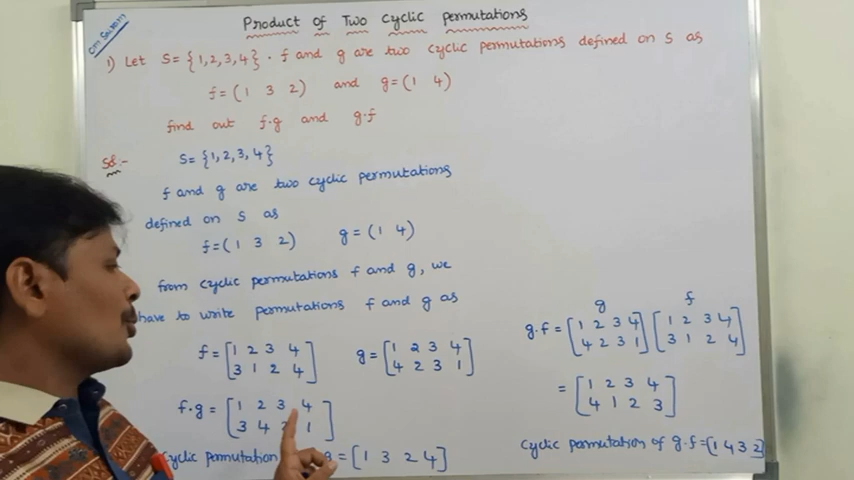 Om Sairam
Product of Two Cyclic Permutations
1) Let S = {1,2,3,4} . f and g are two cyclic permutations defined on S as
f = (1 3 2) and g = (1 4)
find out f.g and g.f
Sol:-
S = {1,2,3,4}
f and g are two cyclic permutations
defined on S as
f = (1 3 2) g = (1 4)
from cyclic permutations f and g, we
have to write permutations f and g as
f = [1 2 3 4
3 1 2 4]
g = [1 2 3 4
4 2 3 1]
f.g = [1 2 3 4
3 4 2 1]
cyclic permutation g = [1 3 2 4]
g f
g.f = [1 2 3 4 [1 2 3 4
4 2 3 1] 3 1 2 4]
= [1 2 3 4
4 1 2 3]
cyclic permutation of g.f = (1 4 3 2]